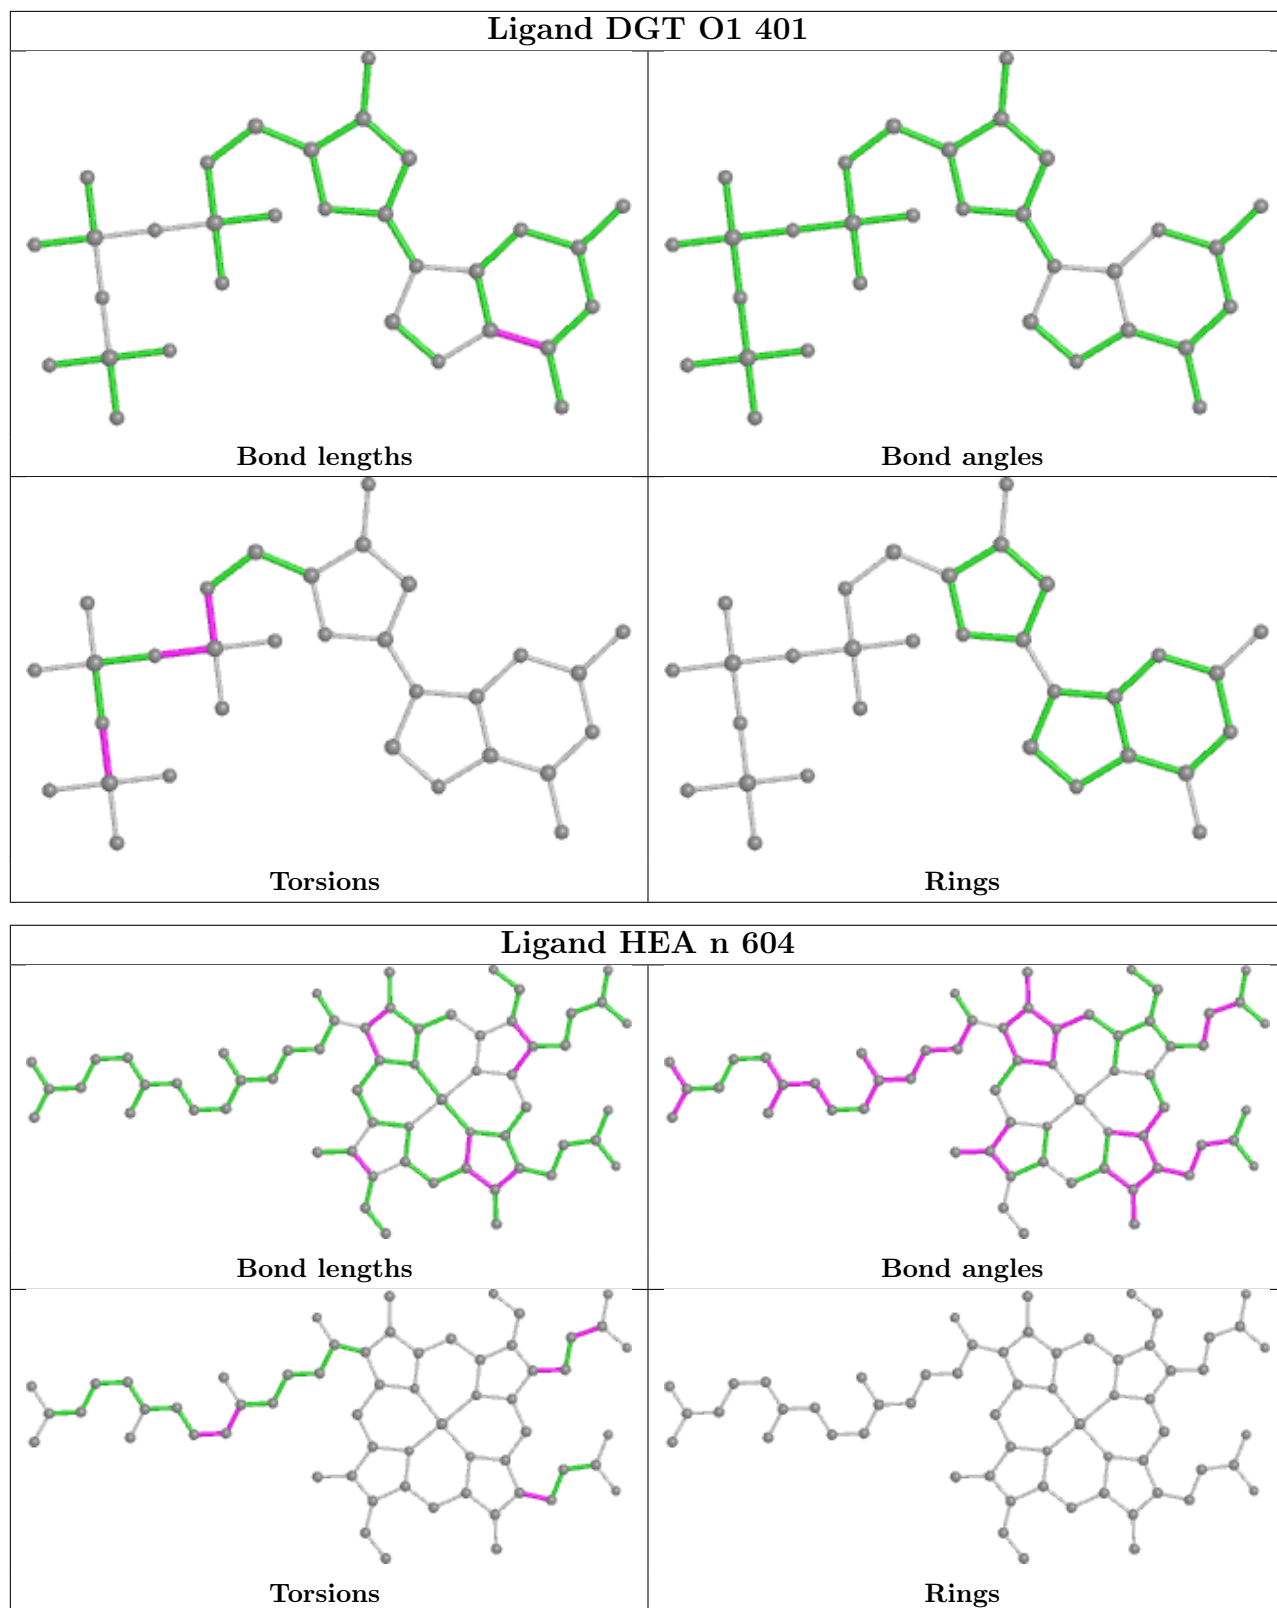 Ligand DGT O1 401
Bond lengths
Bond angles
Torsions
Rings
Ligand HEA n 604
Bond lengths
Bond angles
Torsions
Rings